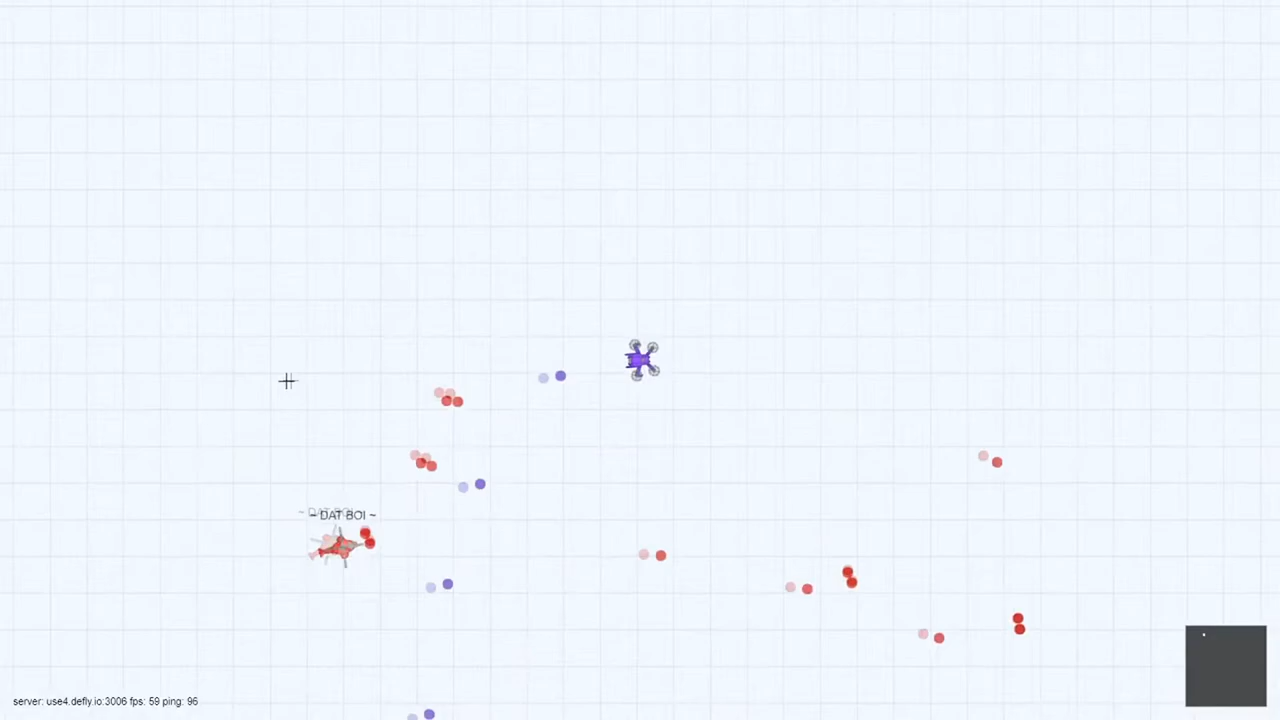 ~ DAT BOI ~
server: use4.defly.io:3006 fps: 59 ping: 96